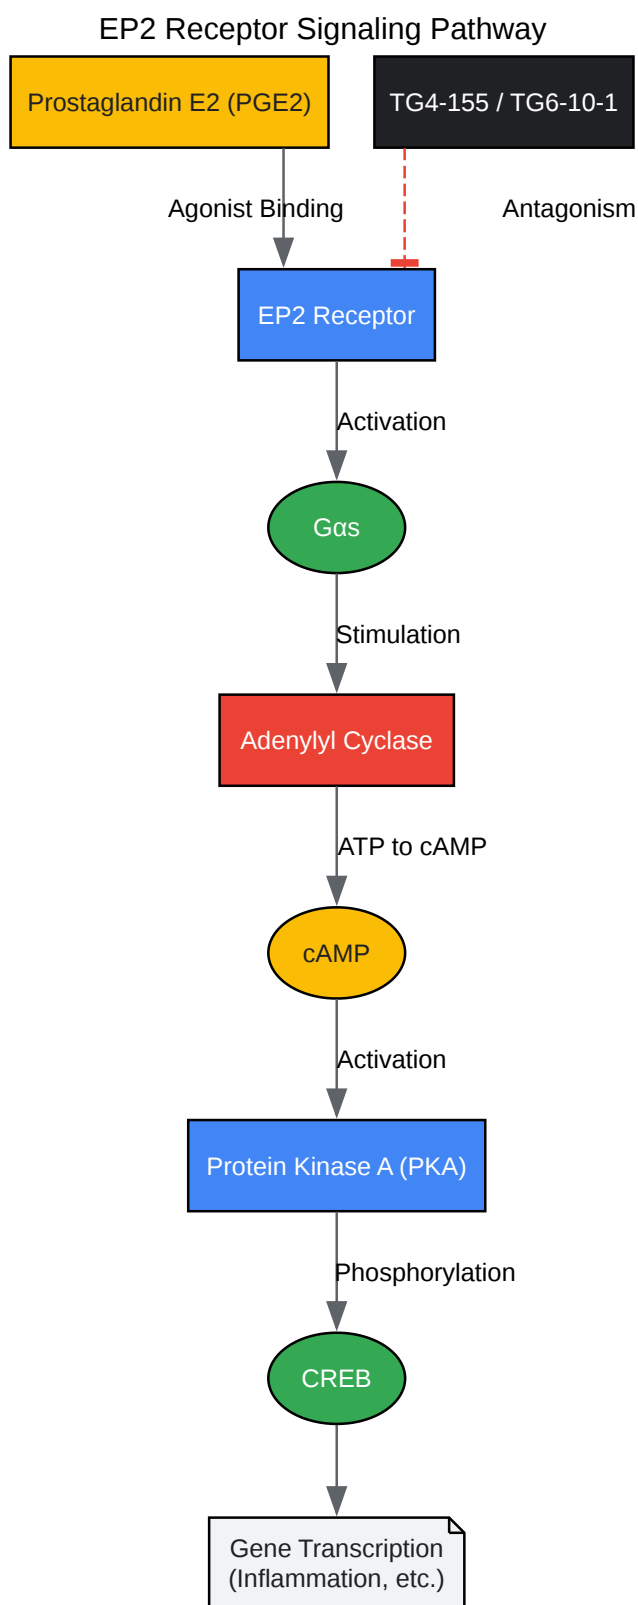 EP2 Receptor Signaling Pathway
Prostaglandin E2 (PGE2)
TG4-155 / TG6-10-1
Agonist Binding
Antagonism
EP2 Receptor
Activation
Gαs
Stimulation
Adenylyl Cyclase
ATP to cAMP
cAMP
Activation
Protein Kinase A (PKA)
Phosphorylation
CREB
Gene Transcription
(Inflammation, etc.)